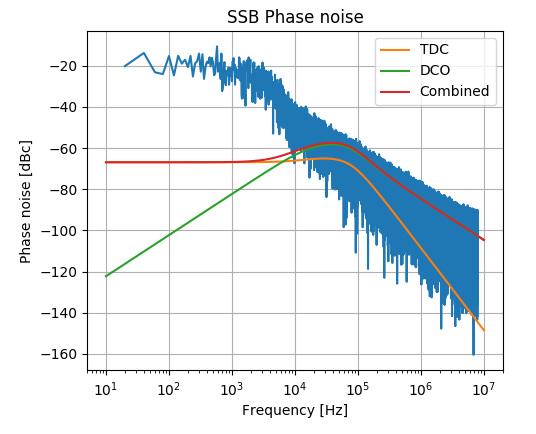 SSB Phase noise
TDC
DCO
Combined
−20
−40
−60
−80
−100
−120
−140
−160
Phase noise [dBc]
10¹
10²
10³
10⁴
10⁵
10⁶
10⁷
Frequency [Hz]